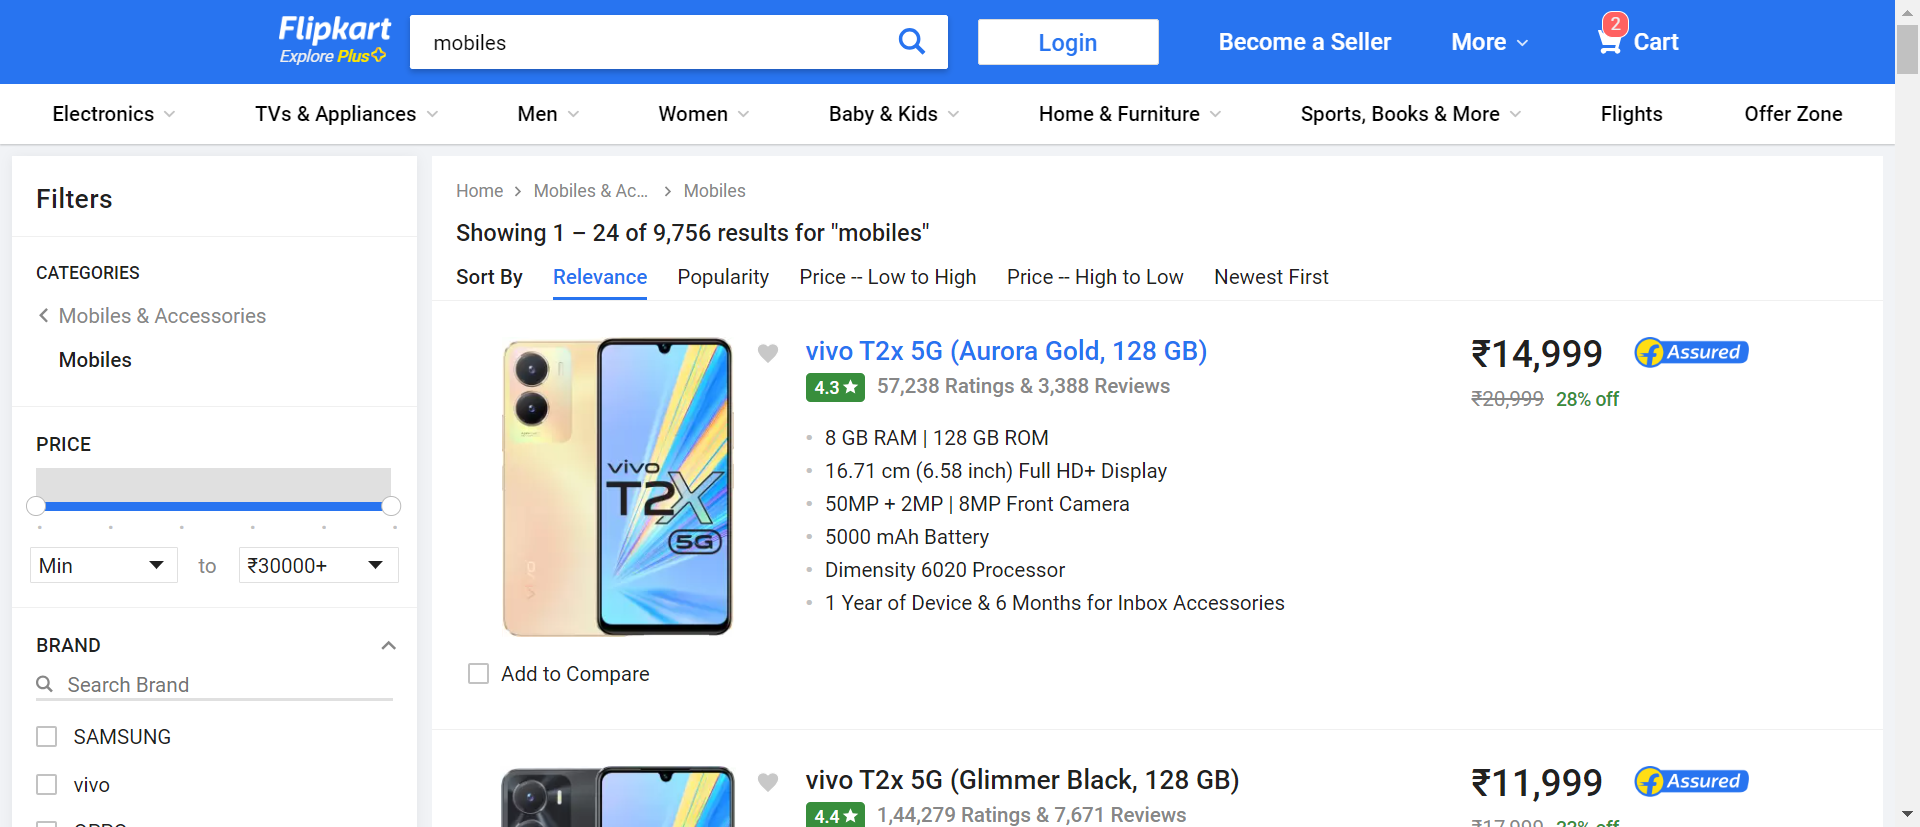 Flipkart
Explore Plus
mobiles
Login
Become a Seller
More
2
Cart
Electronics
TVs & Appliances
Men
Women
Baby & Kids
Home & Furniture
Sports, Books & More
Flights
Offer Zone
Filters
CATEGORIES
Mobiles & Accessories
Mobiles
PRICE
Min
to
₹30000+
BRAND
Search Brand
SAMSUNG
vivo
OPPO
Home
Mobiles & Ac...
Mobiles
Showing 1 – 24 of 9,756 results for "mobiles"
Sort By
Relevance
Popularity
Price -- Low to High
Price -- High to Low
Newest First
vivo
T2X
5G
vivo
Add to Compare
vivo T2x 5G (Aurora Gold, 128 GB)
4.3★
57,238 Ratings & 3,388 Reviews
8 GB RAM | 128 GB ROM
16.71 cm (6.58 inch) Full HD+ Display
50MP + 2MP | 8MP Front Camera
5000 mAh Battery
Dimensity 6020 Processor
1 Year of Device & 6 Months for Inbox Accessories
₹14,999
Assured
₹20,999
28% off
vivo T2x 5G (Glimmer Black, 128 GB)
4.4★
1,44,279 Ratings & 7,671 Reviews
₹11,999
Assured
₹17,999